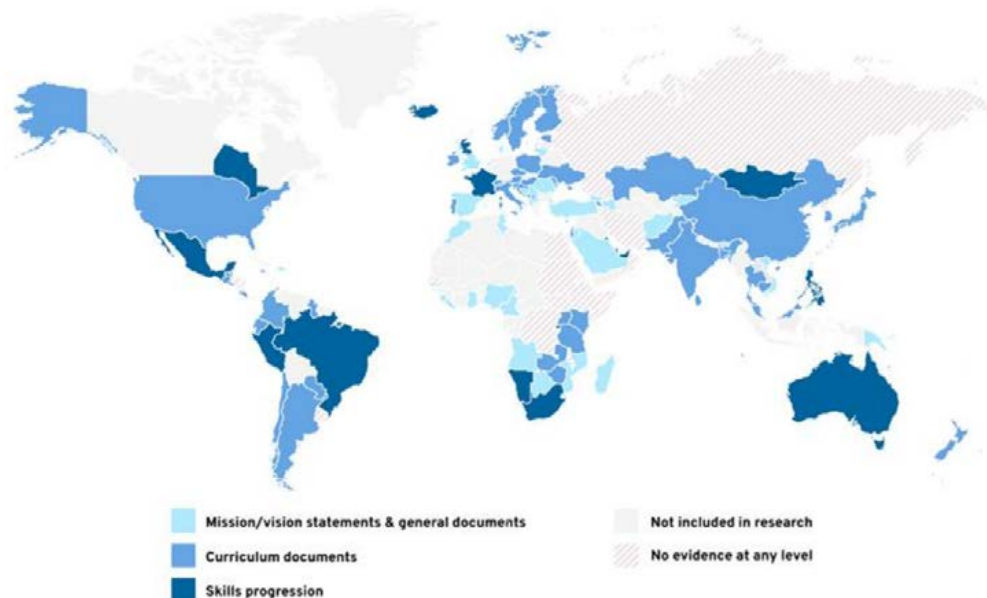 Mission/vision statements & general documents
Curriculum documents
Skills progression
Not included in research
No evidence at any level